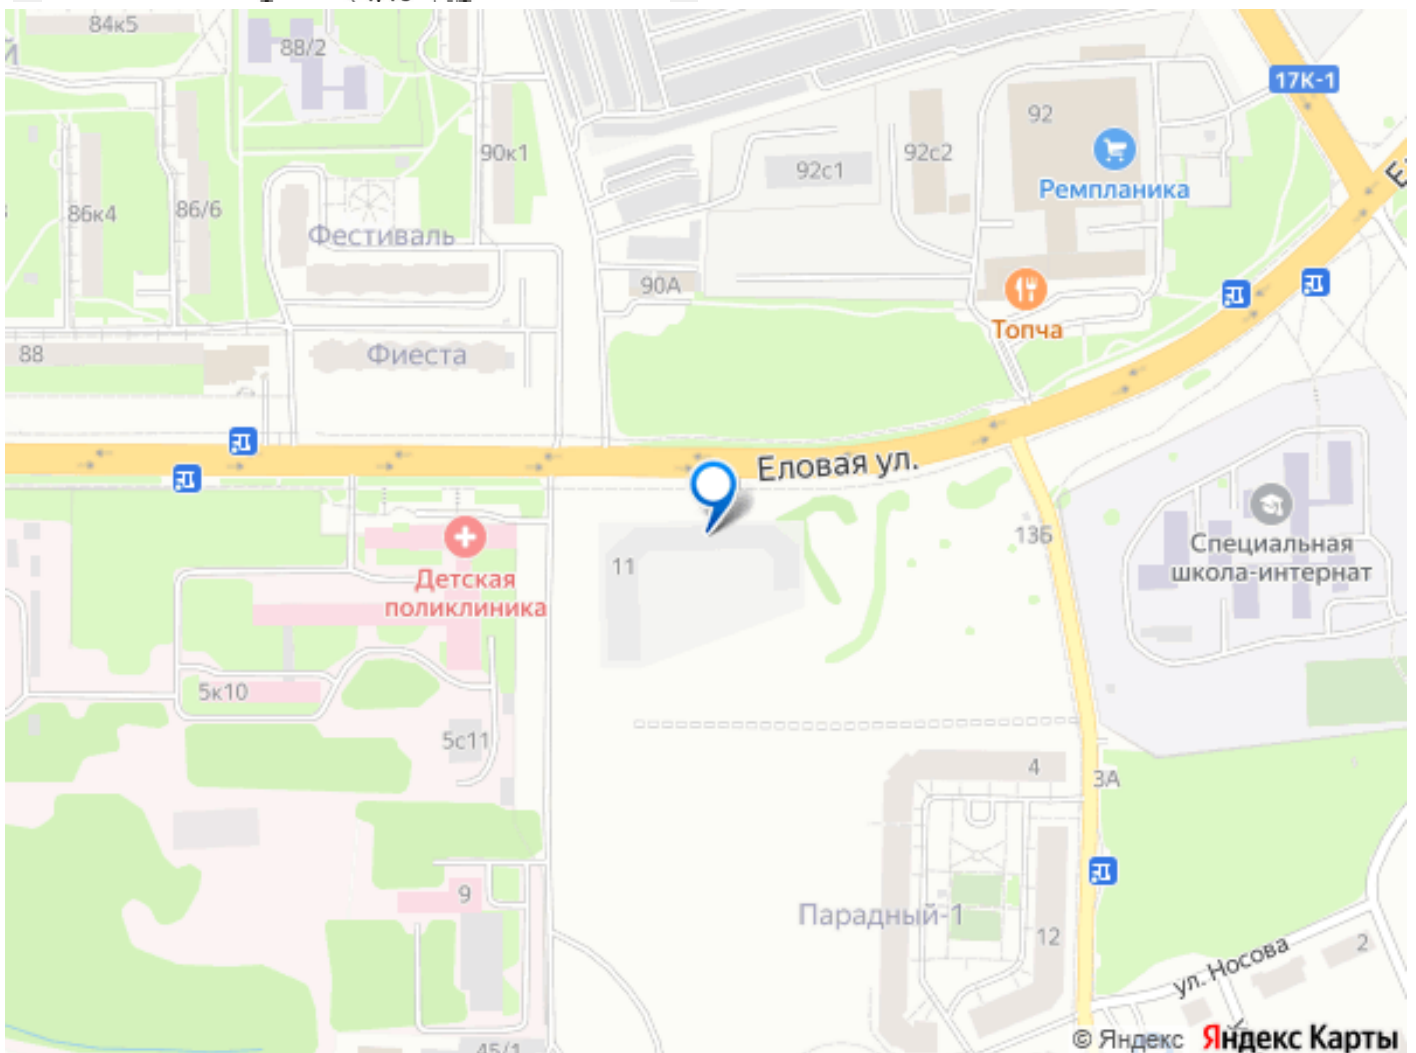 84к5
й
88/2
17К-1
92
90к1
92с1
92с2
Ремпланика
86к4
86/6
Фестиваль
90А
Топча
88
Фиеста
Еловая ул.
11
13б
Детская
поликлиника
Специальная
школа-интернат
5к10
5с11
4
3А
9
Парадный-1
12
ул. Носова
2
45/1
© Яндекс Яндекс Карты